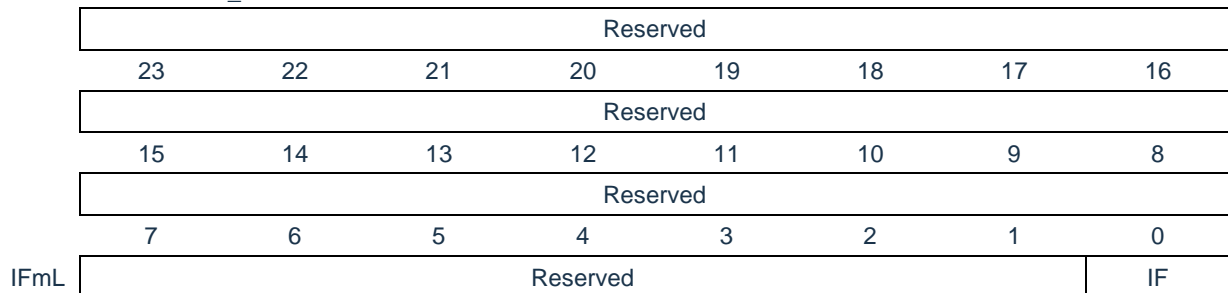 Reserved
23 22 21 20 19 18 17 16
Reserved
15 14 13 12 11 10 9 8
Reserved
7 6 5 4 3 2 1 0
IFmL Reserved IF